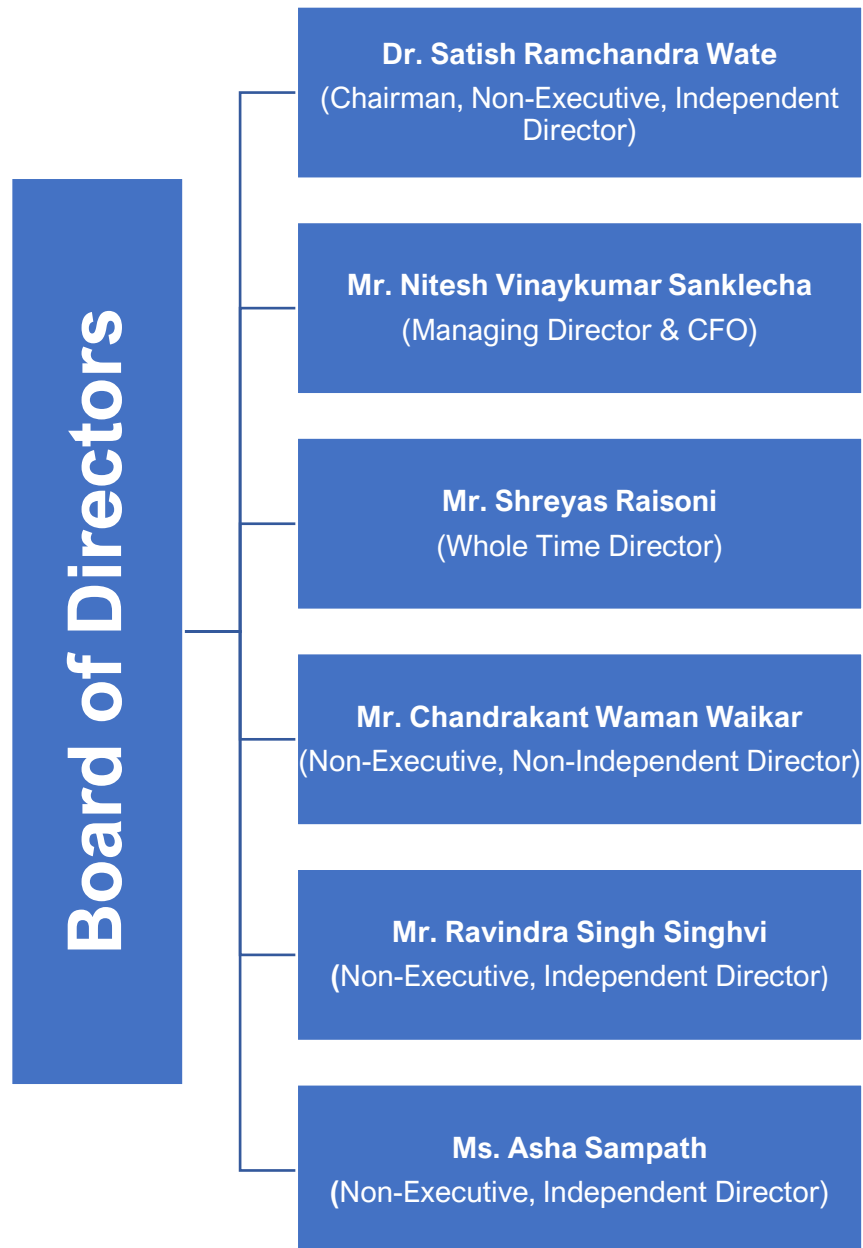 Board of Directors
Dr. Satish Ramchandra Wate
(Chairman, Non-Executive, Independent
Director)
Mr. Nitesh Vinaykumar Sanklecha
(Managing Director & CFO)
Mr. Shreyas Raisoni
(Whole Time Director)
Mr. Chandrakant Waman Waikar
(Non-Executive, Non-Independent Director)
Mr. Ravindra Singh Singhvi
(Non-Executive, Independent Director)
Ms. Asha Sampath
(Non-Executive, Independent Director)